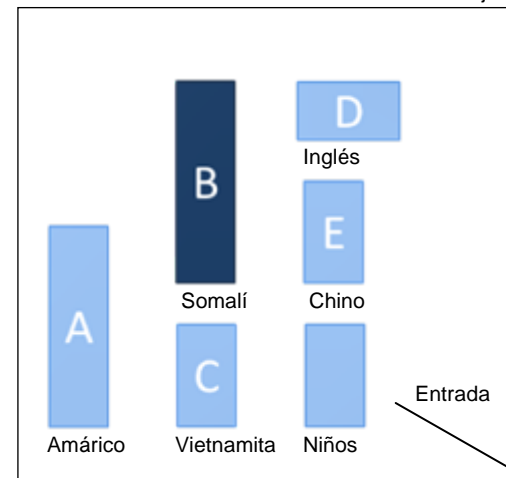 D
Inglés
B
E
Somalí
Chino
A
C
Entrada
Amárico
Vietnamita
Niños